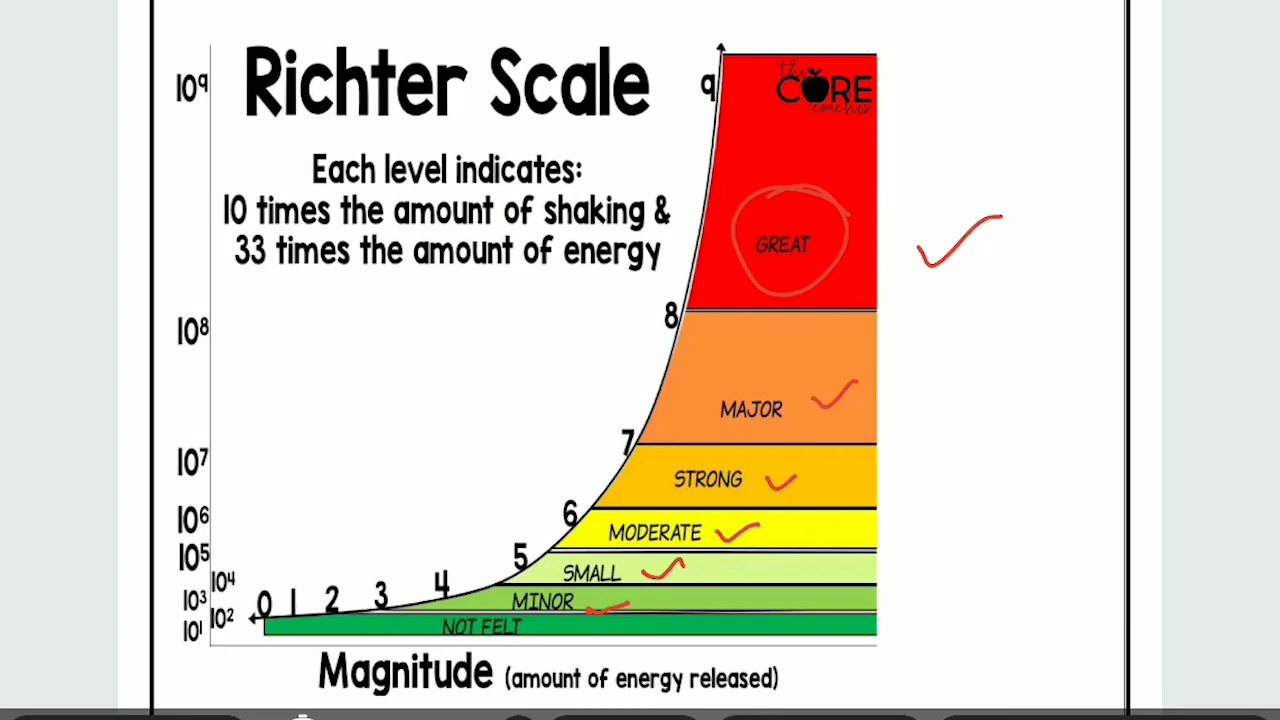 Richter Scale
Each level indicates:
10 times the amount of shaking &
33 times the amount of energy
10⁹
10⁸
10⁷
10⁶
10⁵
10⁴
10³
10²
10¹
0 1 2 3 4 5 6 7 8 9
the
CORE
coaches
GREAT
MAJOR
STRONG
MODERATE
SMALL
MINOR
NOT FELT
Magnitude (amount of energy released)